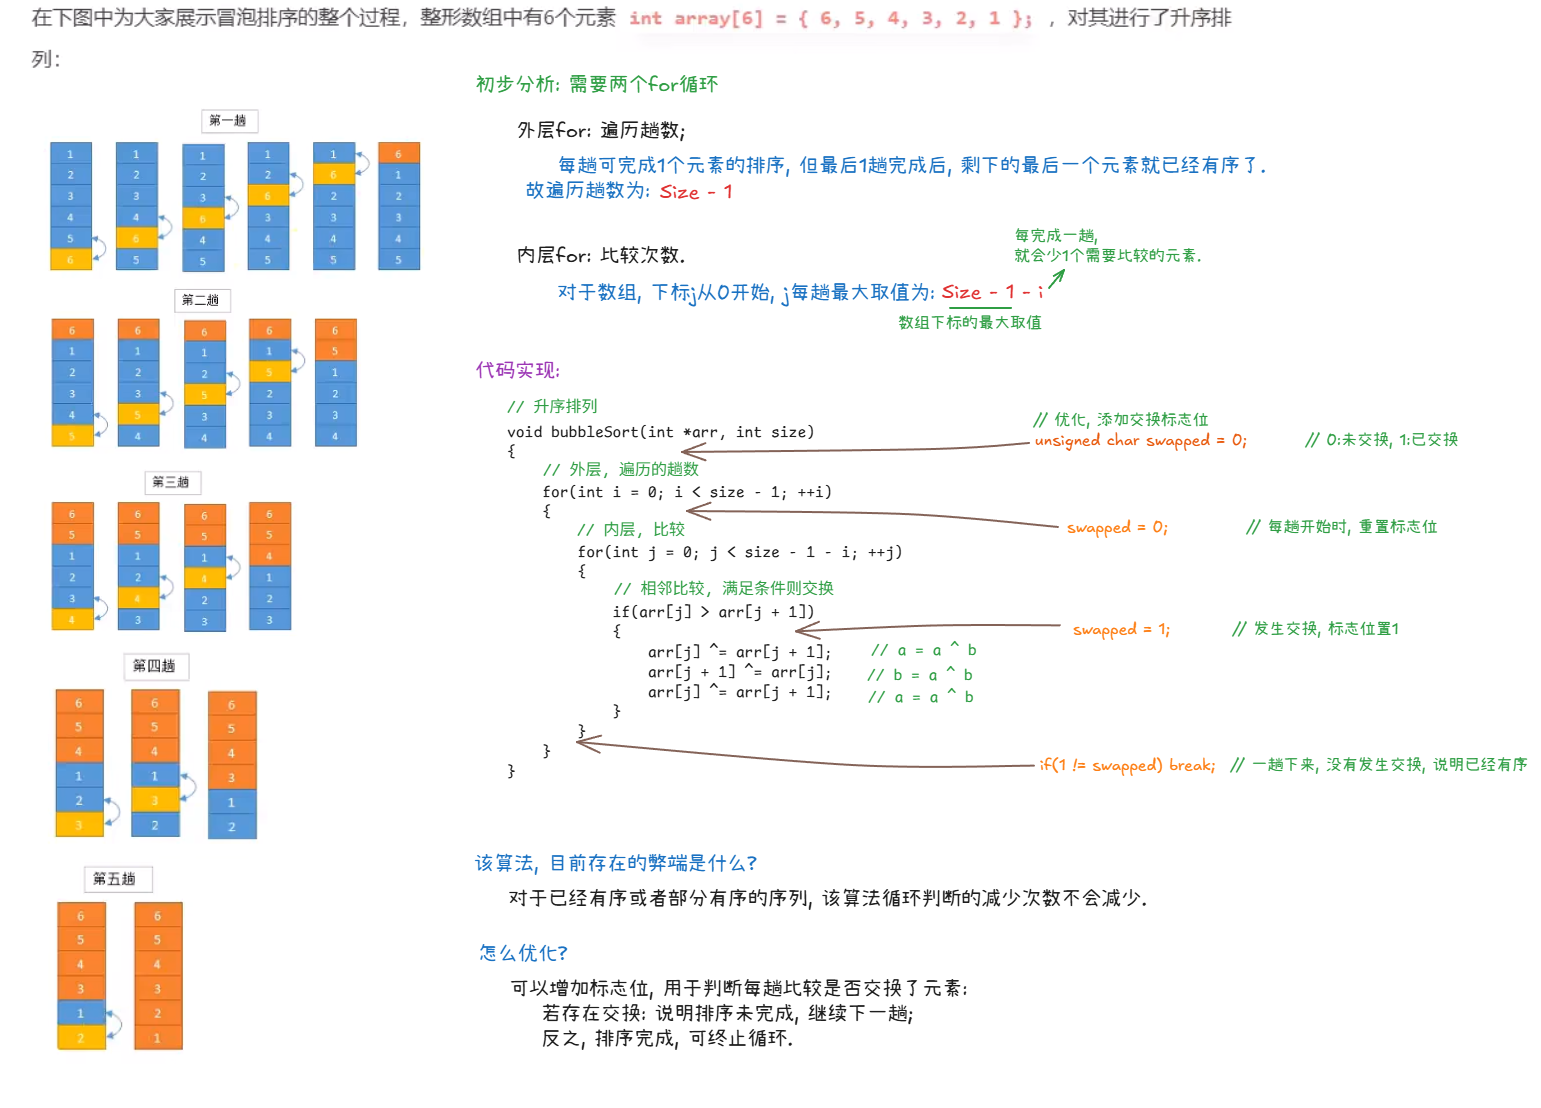 在下图中为大家展示冒泡排序的整个过程，整形数组中有6个元素 int array[6] = { 6, 5, 4, 3, 2, 1 }; ，对其进行了升序排
列：
第一趟
1 1 1 1 1 6
2 2 2 2 6 1
3 3 3 6 2 2
4 4 6 3 3 3
5 6 4 4 4 4
6 5 5 5 5 5
第二趟
6 6 6 6 6
1 1 1 1 5
2 2 2 5 1
3 3 5 2 2
4 5 3 3 3
5 4 4 4 4
第三趟
6 6 6 6
5 5 5 5
1 1 1 4
2 2 4 1
3 4 2 2
4 3 3 3
第四趟
6 6 6
5 5 5
4 4 4
1 1 3
2 3 1
3 2 2
第五趟
6 6
5 5
4 4
3 3
1 2
2 1
初步分析: 需要两个for循环
外层for: 遍历趟数;
每趟可完成1个元素的排序, 但最后1趟完成后, 剩下的最后一个元素就已经有序了.
故遍历趟数为: Size - 1
内层for: 比较次数.
每完成一趟,
就会少1个需要比较的元素.
对于数组, 下标j从0开始, j每趟最大取值为: Size - 1 - i
数组下标的最大取值
代码实现:
// 升序排列
void bubbleSort(int *arr, int size)
{
// 优化, 添加交换标志位
unsigned char swapped = 0; // 0:未交换, 1:已交换
// 外层, 遍历的趟数
for(int i = 0; i < size - 1; ++i)
{
swapped = 0; // 每趟开始时, 重置标志位
// 内层, 比较
for(int j = 0; j < size - 1 - i; ++j)
{
// 相邻比较, 满足条件则交换
if(arr[j] > arr[j + 1])
{
swapped = 1; // 发生交换, 标志位置1
arr[j] ^= arr[j + 1]; // a = a ^ b
arr[j + 1] ^= arr[j]; // b = a ^ b
arr[j] ^= arr[j + 1]; // a = a ^ b
}
}
if(1 != swapped) break; // 一趟下来, 没有发生交换, 说明已经有序
}
}
该算法, 目前存在的弊端是什么?
对于已经有序或者部分有序的序列, 该算法循环判断的减少次数不会减少.
怎么优化?
可以增加标志位, 用于判断每趟比较是否交换了元素:
若存在交换: 说明排序未完成, 继续下一趟;
反之, 排序完成, 可终止循环.